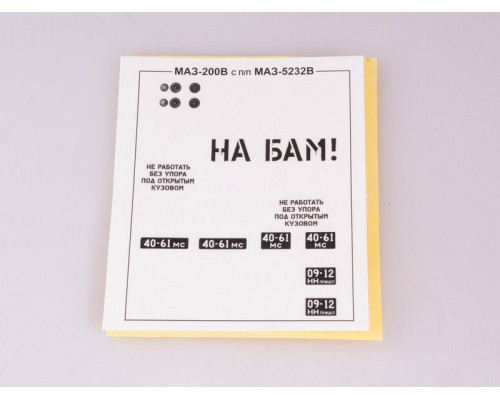 МАЗ-200В с п/п МАЗ-5232В
НА БАМ!
НЕ РАБОТАТЬ
БЕЗ УПОРА
ПОД ОТКРЫТЫМ
КУЗОВОМ
НЕ РАБОТАТЬ
БЕЗ УПОРА
ПОД ОТКРЫТЫМ
КУЗОВОМ
40-61 МС
40-61 МС
40-61
МС
40-61
МС
09-12
НН ПРИЦЕП
09-12
НН ПРИЦЕП